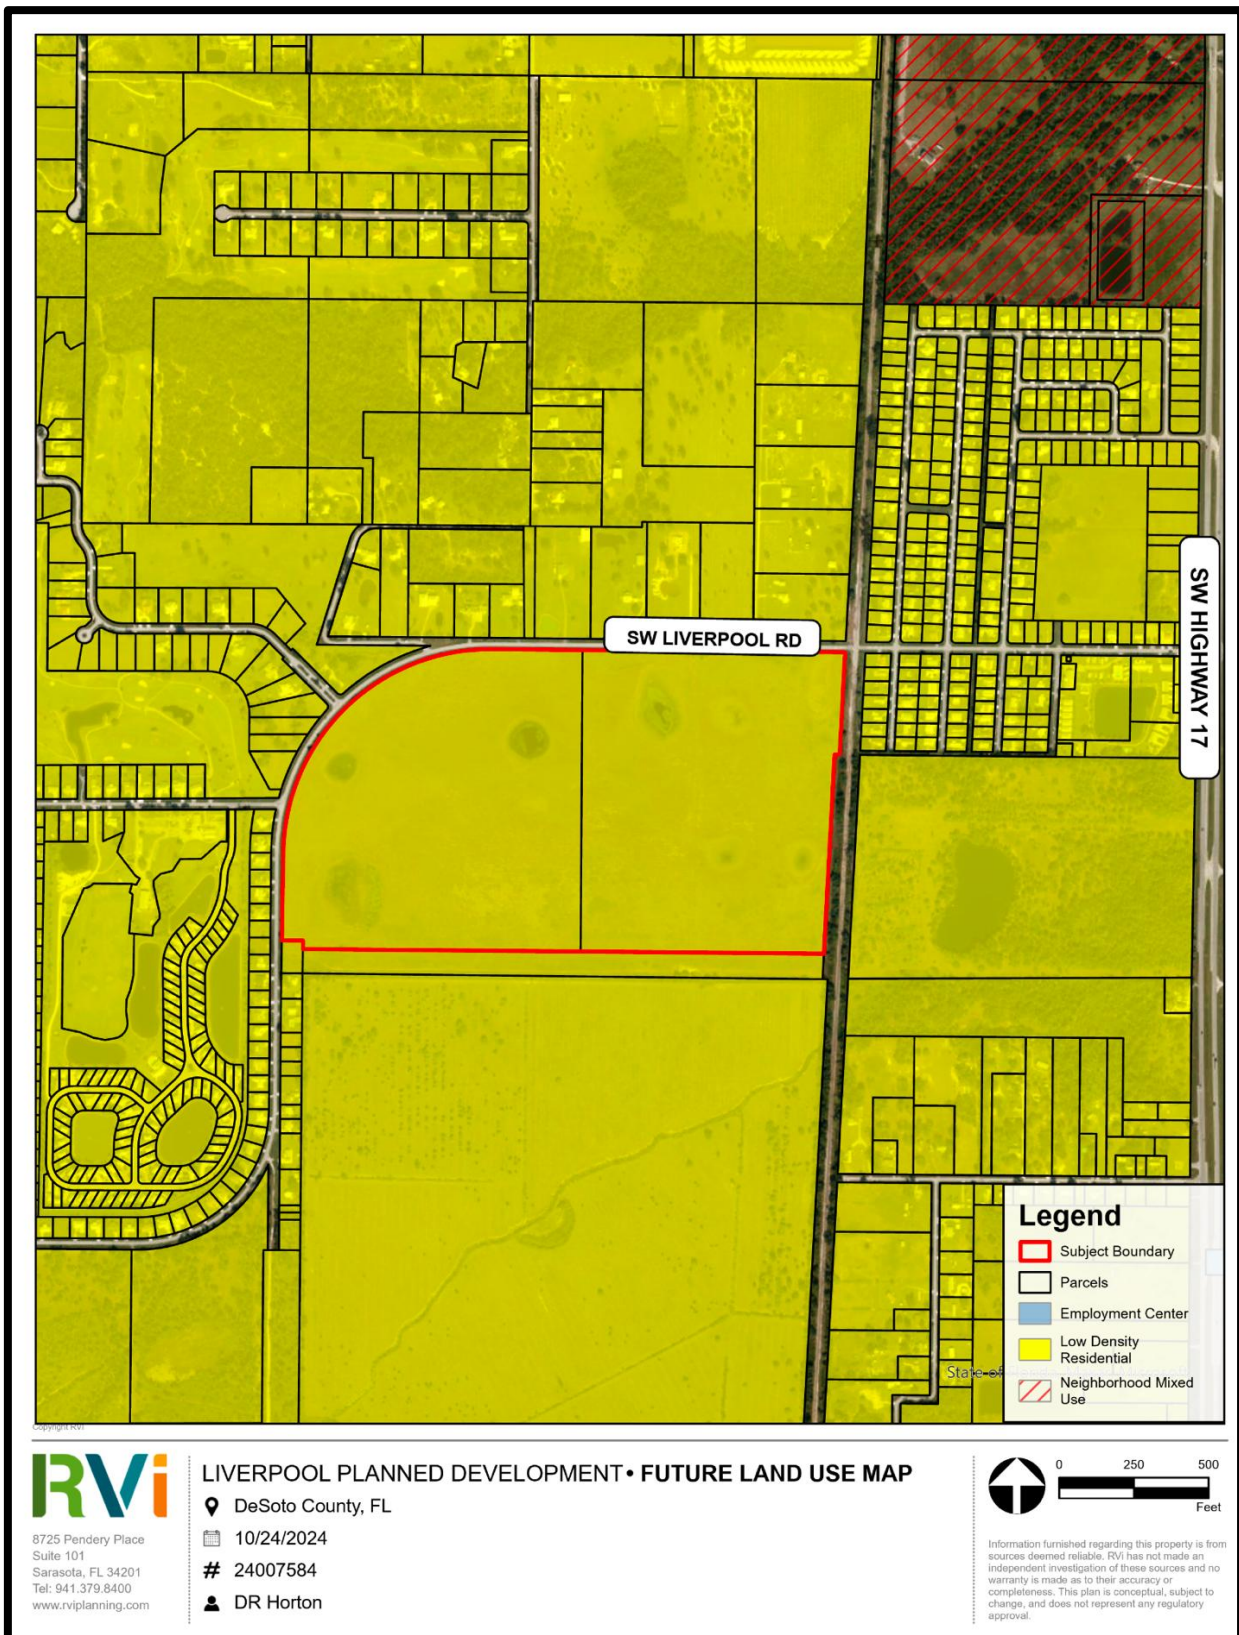 SW LIVERPOOL RD
SW HIGHWAY 17
Legend
Subject Boundary
Parcels
Employment Center
Low Density
Residential
Neighborhood Mixed
Use
State of
Copyright RVi
RVi
8725 Pendery Place
Suite 101
Sarasota, FL 34201
Tel: 941.379.8400
www.rviplanning.com
LIVERPOOL PLANNED DEVELOPMENT • FUTURE LAND USE MAP
DeSoto County, FL
10/24/2024
# 24007584
DR Horton
0 250 500
Feet
Information furnished regarding this property is from
sources deemed reliable. RVi has not made an
independent investigation of these sources and no
warranty is made as to their accuracy or
completeness. This plan is conceptual, subject to
change, and does not represent any regulatory
approval.